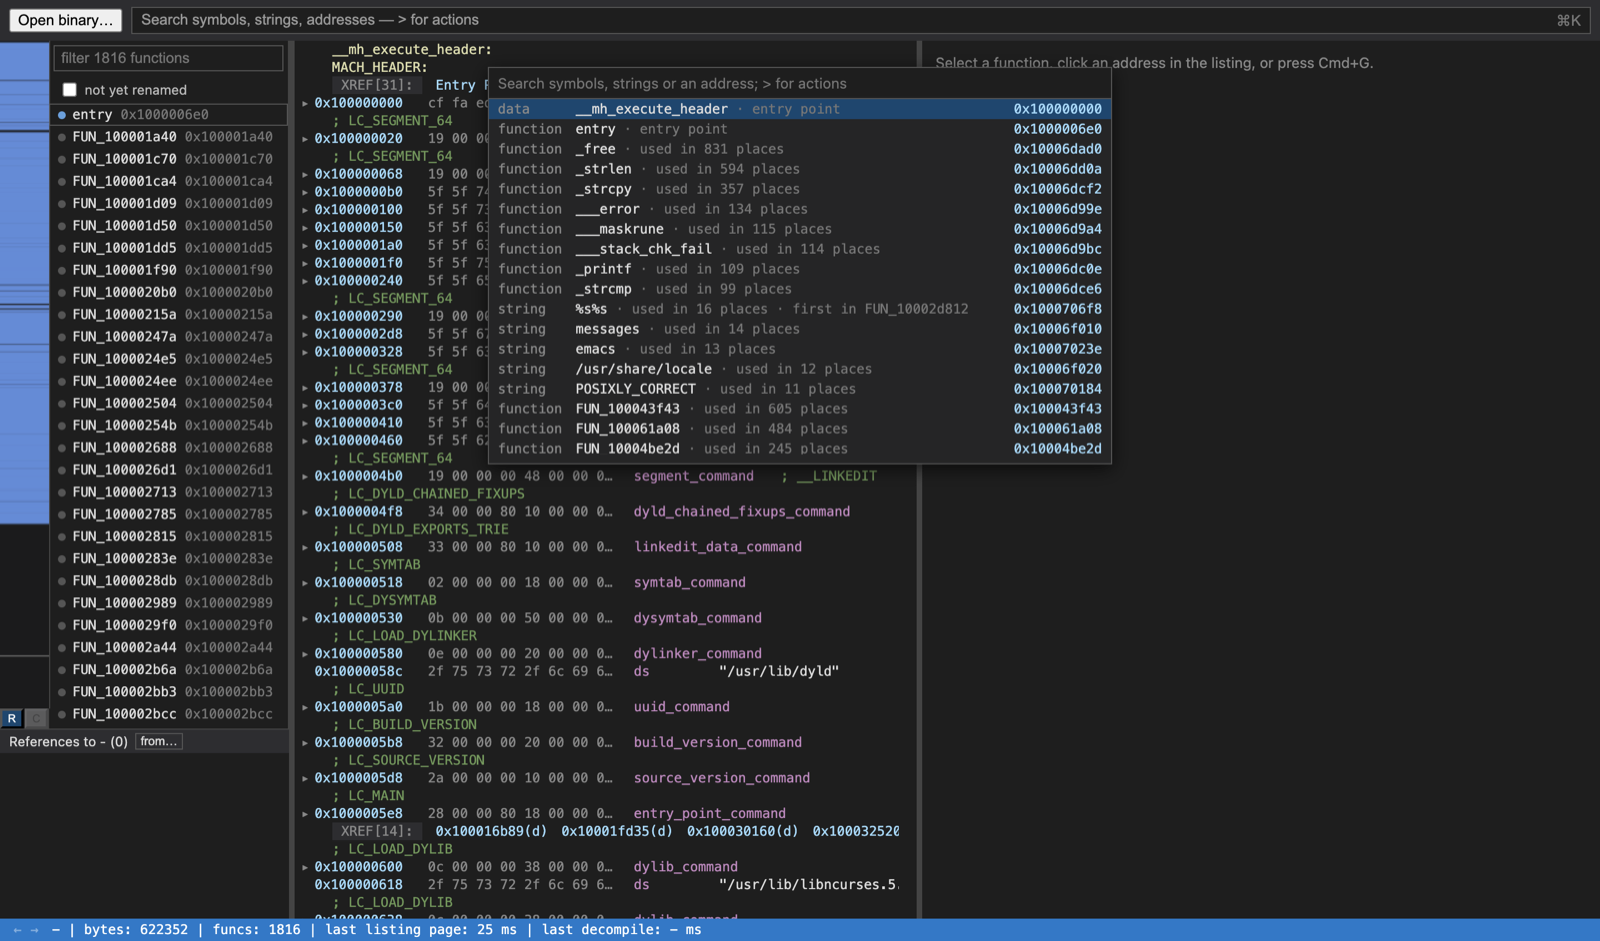 Open binary…
Search symbols, strings, addresses — > for actions
⌘K
filter 1816 functions
not yet renamed
entry 0x1000006e0
FUN_100001a40 0x100001a40
FUN_100001c70 0x100001c70
FUN_100001ca4 0x100001ca4
FUN_100001d09 0x100001d09
FUN_100001d50 0x100001d50
FUN_100001dd5 0x100001dd5
FUN_100001f90 0x100001f90
FUN_1000020b0 0x1000020b0
FUN_10000215a 0x10000215a
FUN_10000247a 0x10000247a
FUN_1000024e5 0x1000024e5
FUN_1000024ee 0x1000024ee
FUN_100002504 0x100002504
FUN_10000254b 0x10000254b
FUN_100002688 0x100002688
FUN_1000026d1 0x1000026d1
FUN_100002713 0x100002713
FUN_100002785 0x100002785
FUN_100002815 0x100002815
FUN_10000283e 0x10000283e
FUN_1000028db 0x1000028db
FUN_100002989 0x100002989
FUN_1000029f0 0x1000029f0
FUN_100002a44 0x100002a44
FUN_100002b6a 0x100002b6a
FUN_100002bb3 0x100002bb3
FUN_100002bcc 0x100002bcc
R C
References to - (0) from…
__mh_execute_header:
MACH_HEADER:
XREF[31]: Entry
0x100000000 cf fa
; LC_SEGMENT_64
0x100000020 19 00 00
; LC_SEGMENT_64
0x100000068 19 00 00
0x1000000b0 5f 5f 74
0x100000100 5f 5f 73
0x100000150 5f 5f 63
0x1000001a0 5f 5f 63
0x1000001f0 5f 5f 75
0x100000240 5f 5f 65
; LC_SEGMENT_64
0x100000290 19 00 00
0x1000002d8 5f 5f 67
0x100000328 5f 5f 63
; LC_SEGMENT_64
0x100000378 19 00 00
0x1000003c0 5f 5f 64
0x100000410 5f 5f 63
0x100000460 5f 5f 62
; LC_SEGMENT_64
0x1000004b0 19 00 00 00 48 00 00 0… segment_command ; __LINKEDIT
; LC_DYLD_CHAINED_FIXUPS
0x1000004f8 34 00 00 80 10 00 00 0… dyld_chained_fixups_command
; LC_DYLD_EXPORTS_TRIE
0x100000508 33 00 00 80 10 00 00 0… linkedit_data_command
; LC_SYMTAB
0x100000518 02 00 00 00 18 00 00 0… symtab_command
; LC_DYSYMTAB
0x100000530 0b 00 00 00 50 00 00 0… dysymtab_command
; LC_LOAD_DYLINKER
0x100000580 0e 00 00 00 20 00 00 0… dylinker_command
0x10000058c 2f 75 73 72 2f 6c 69 6… ds "/usr/lib/dyld"
; LC_UUID
0x1000005a0 1b 00 00 00 18 00 00 0… uuid_command
; LC_BUILD_VERSION
0x1000005b8 32 00 00 00 20 00 00 0… build_version_command
; LC_SOURCE_VERSION
0x1000005d8 2a 00 00 00 10 00 00 0… source_version_command
; LC_MAIN
0x1000005e8 28 00 00 80 18 00 00 0… entry_point_command
XREF[14]: 0x100016b89(d) 0x10001fd35(d) 0x100030160(d) 0x100032520
; LC_LOAD_DYLIB
0x100000600 0c 00 00 00 38 00 00 0… dylib_command
0x100000618 2f 75 73 72 2f 6c 69 6… ds "/usr/lib/libncurses.5.
; LC_LOAD_DYLIB
0x100000638 0c 00 00 00 38 00 00 0… dylib_command
Search symbols, strings or an address; > for actions
data __mh_execute_header · entry point 0x100000000
function entry · entry point 0x1000006e0
function _free · used in 831 places 0x10006dad0
function _strlen · used in 594 places 0x10006dd0a
function _strcpy · used in 357 places 0x10006dcf2
function ___error · used in 134 places 0x10006d99e
function ___maskrune · used in 115 places 0x10006d9a4
function ___stack_chk_fail · used in 114 places 0x10006d9bc
function _printf · used in 109 places 0x10006dc0e
function _strcmp · used in 99 places 0x10006dce6
string %s%s · used in 16 places · first in FUN_10002d812 0x1000706f8
string messages · used in 14 places 0x10006f010
string emacs · used in 13 places 0x10007023e
string /usr/share/locale · used in 12 places 0x10006f020
string POSIXLY_CORRECT · used in 11 places 0x100070184
function FUN_100043f43 · used in 605 places 0x100043f43
function FUN_100061a08 · used in 484 places 0x100061a08
function FUN_10004be2d · used in 245 places 0x10004be2d
Select a function, click an address in the listing, or press Cmd+G.
← → – | bytes: 622352 | funcs: 1816 | last listing page: 25 ms | last decompile: – ms